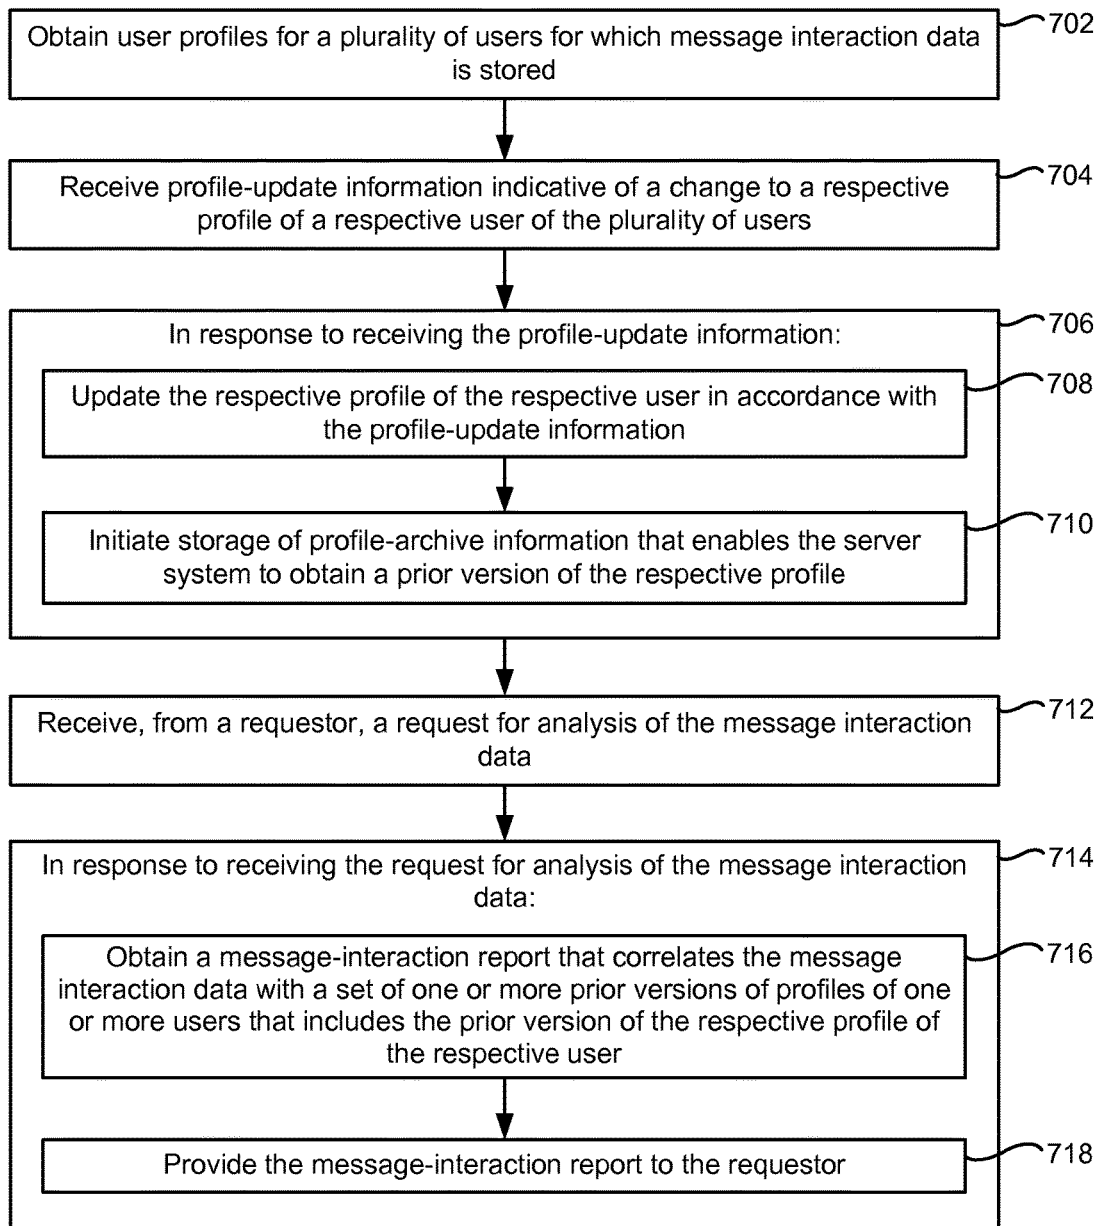 Obtain user profiles for a plurality of users for which message interaction data
is stored
702
Receive profile-update information indicative of a change to a respective
profile of a respective user of the plurality of users
704
In response to receiving the profile-update information:
706
Update the respective profile of the respective user in accordance with
the profile-update information
708
Initiate storage of profile-archive information that enables the server
system to obtain a prior version of the respective profile
710
Receive, from a requestor, a request for analysis of the message interaction
data
712
In response to receiving the request for analysis of the message interaction
data:
714
Obtain a message-interaction report that correlates the message
interaction data with a set of one or more prior versions of profiles of one
or more users that includes the prior version of the respective profile of
the respective user
716
Provide the message-interaction report to the requestor
718